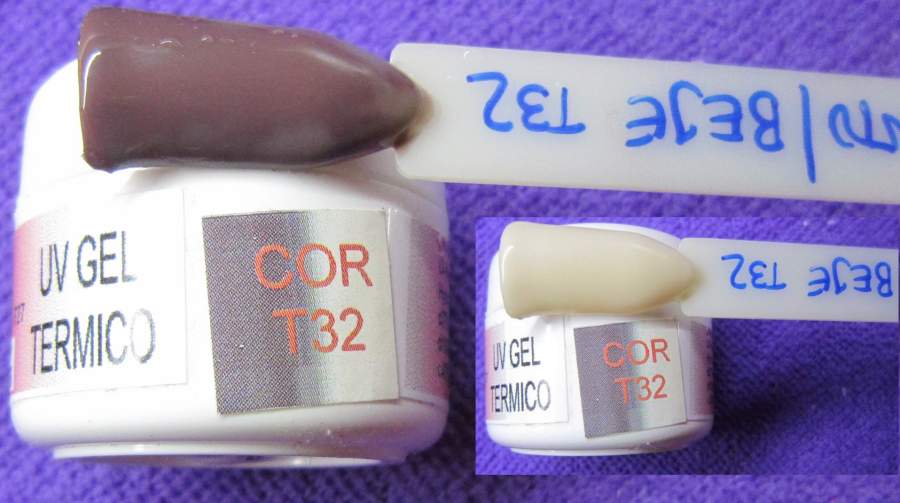 BEJE T32
UV GEL
TERMICO
COR
T32
BEJE T32
UV GEL
TERMICO
COR
T32